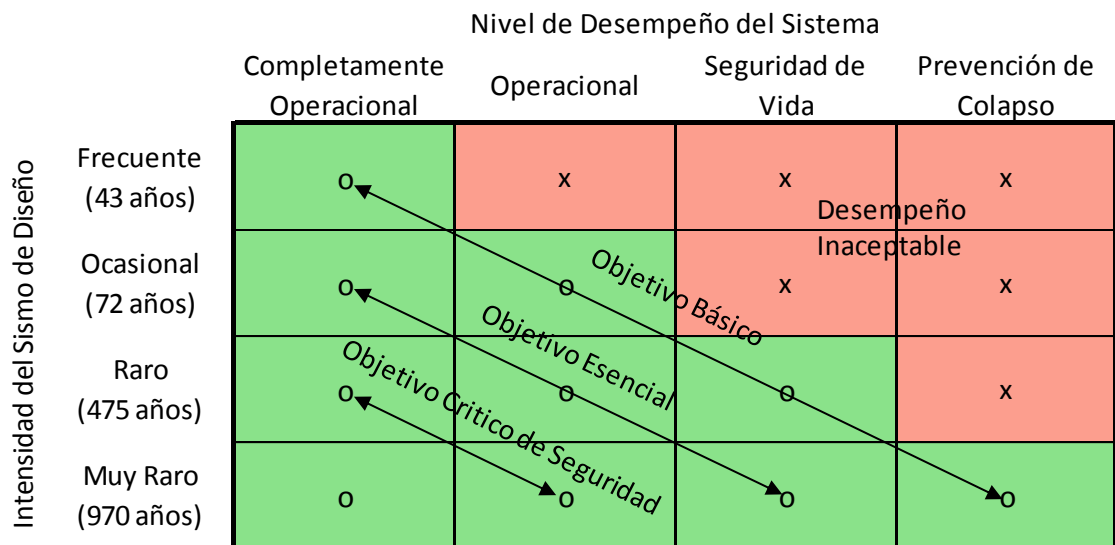 Nivel de Desempeño del Sistema
Completamente
Operacional
Operacional
Seguridad de
Vida
Prevención de
Colapso
Intensidad del Sismo de Diseño
Frecuente
(43 años)
o
x
x
x
Desempeño
Inaceptable
Ocasional
(72 años)
o
o
x
x
Objetivo Básico
Raro
(475 años)
o
o
o
x
Objetivo Esencial
Objetivo Critico de Seguridad
Muy Raro
(970 años)
o
o
o
o